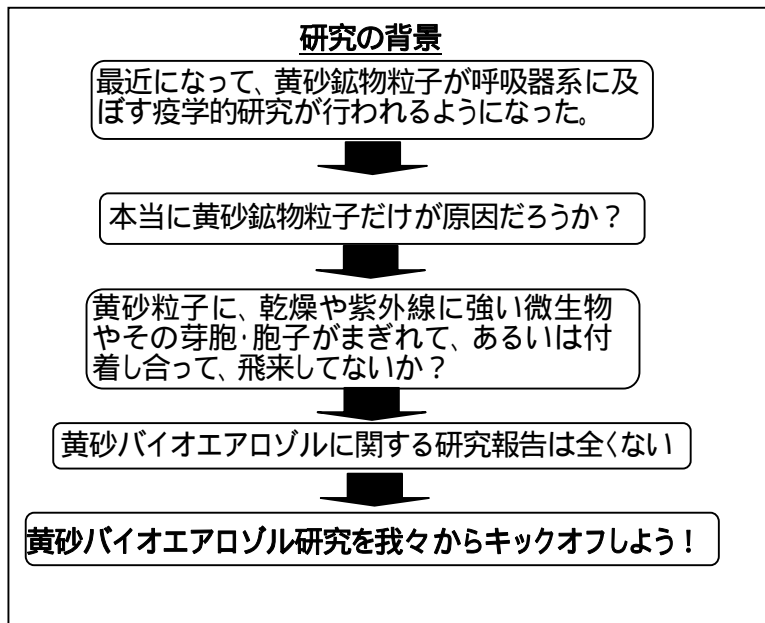 研究の背景
最近になって、黄砂鉱物粒子が呼吸器系に及
ぼす疫学的研究が行われるようになった。
本当に黄砂鉱物粒子だけが原因だろうか？
黄砂粒子に、乾燥や紫外線に強い微生物
やその芽胞･胞子がまぎれて、あるいは付
着し合って、飛来してないか？
黄砂バイオエアロゾルに関する研究報告は全くない
黄砂バイオエアロゾル研究を我々からキックオフしよう！